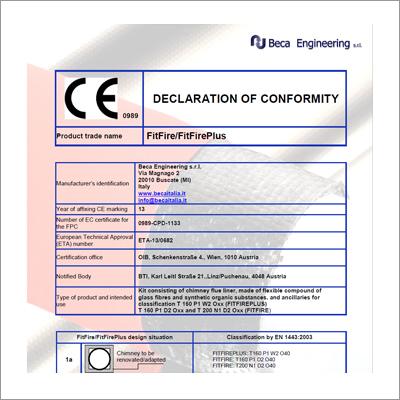 Beca Engineering s.r.l.
CE 0989
DECLARATION OF CONFORMITY
Product trade name
FitFire/FitFirePlus
Manufacturer's identification
Beca Engineering s.r.l.
Via Magnago 2
20010 Buscate (MI)
Italy
www.becaitalia.it
info@becaitalia.it
Year of affixing CE marking
13
Number of EC certificate for
the FPC
0989-CPD-1133
European Technical Approval
(ETA) number
ETA-13/0682
Certification office
OIB, Schenkenstraße 4., Wien, 1010 Austria
Notified Body
BTI, Karl Leitl Straße 21.,Linz/Puchenau, 4048 Austria
Type of product and intended
use
Kit consisting of chimney flue liner, made of flexible compound of
glass fibres and synthetic organic substances, and ancillaries for
classification T 160 P1 W2 Oxx (FITFIREPLUS)
T 160 P1 D2 Oxx and T 200 N1 D2 Oxx (FITFIRE)
FitFire/FitFirePlus design situation
Classification by EN 1443:2003
1a
Chimney to be
renovated/adapted
FITFIREPLUS: T160 P1 W2 O40
FITFIRE: T160 P1 D2 O40
FITFIRE: T200 N1 D2 O40